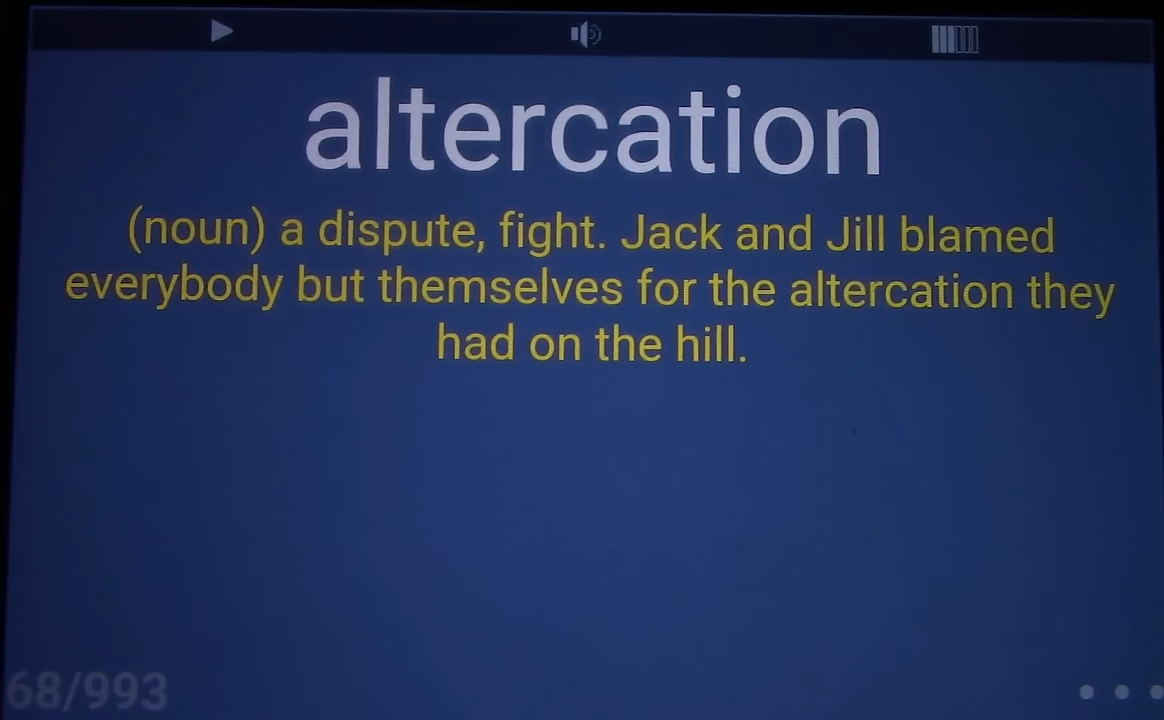 altercation
(noun) a dispute, fight. Jack and Jill blamed
everybody but themselves for the altercation they
had on the hill.
68/993